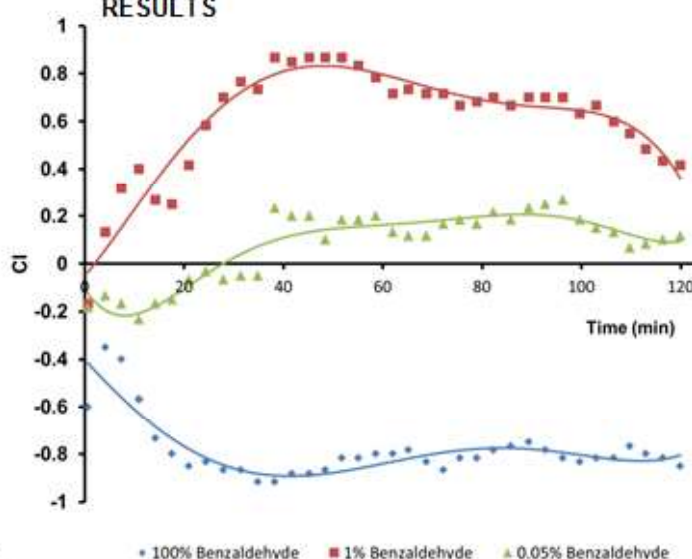 RESULTS
1
0.8
0.6
0.4
0.2
0
-0.2
-0.4
-0.6
-0.8
-1
CI
0 20 40 60 80 100 120
Time (min)
100% Benzaldehyde 1% Benzaldehyde 0.05% Benzaldehyde